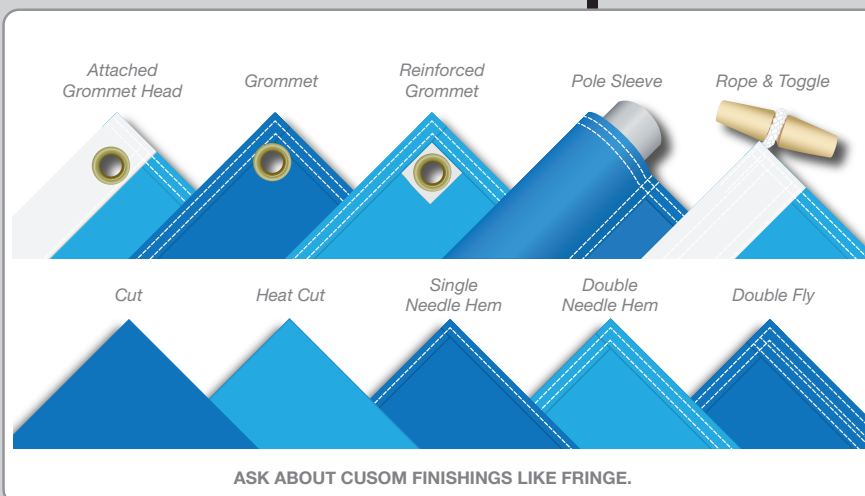 Attached
Grommet Head
Grommet
Reinforced
Grommet
Pole Sleeve
Rope & Toggle
Cut
Heat Cut
Single
Needle Hem
Double
Needle Hem
Double Fly
ASK ABOUT CUSOM FINISHINGS LIKE FRINGE.